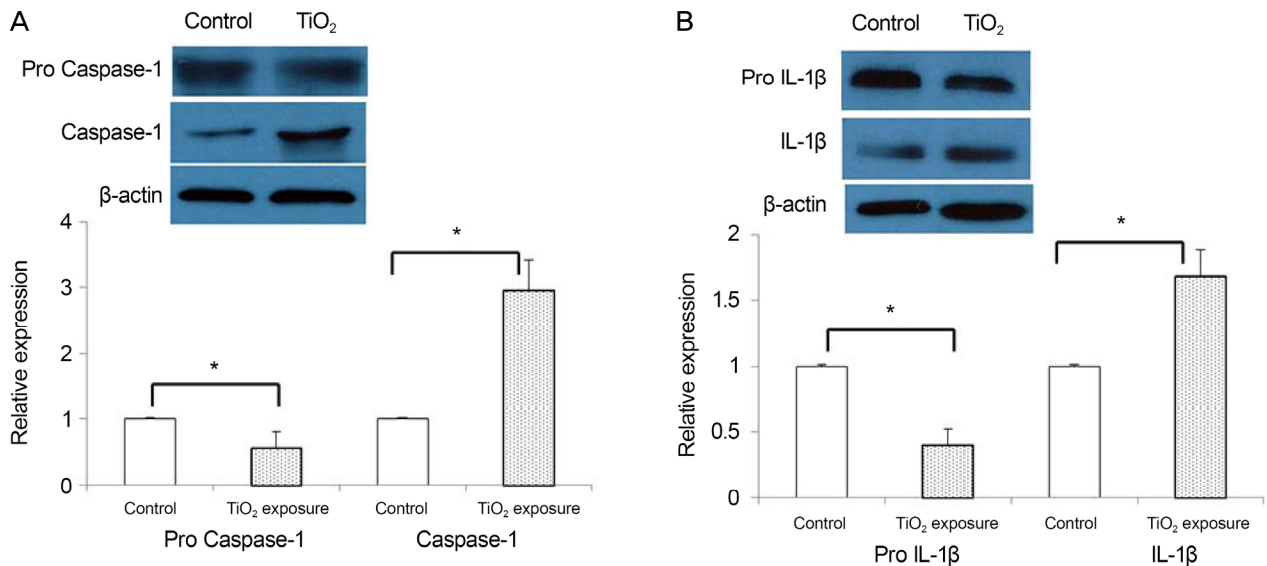 A
Control TiO₂
Pro Caspase-1
Caspase-1
β-actin
4
3
2
1
0
Relative expression
*
*
Control TiO₂ exposure Control TiO₂ exposure
Pro Caspase-1 Caspase-1
B
Control TiO₂
Pro IL-1β
IL-1β
β-actin
2
1.5
1
0.5
0
Relative expression
*
*
Control TiO₂ exposure Control TiO₂ exposure
Pro IL-1β IL-1β